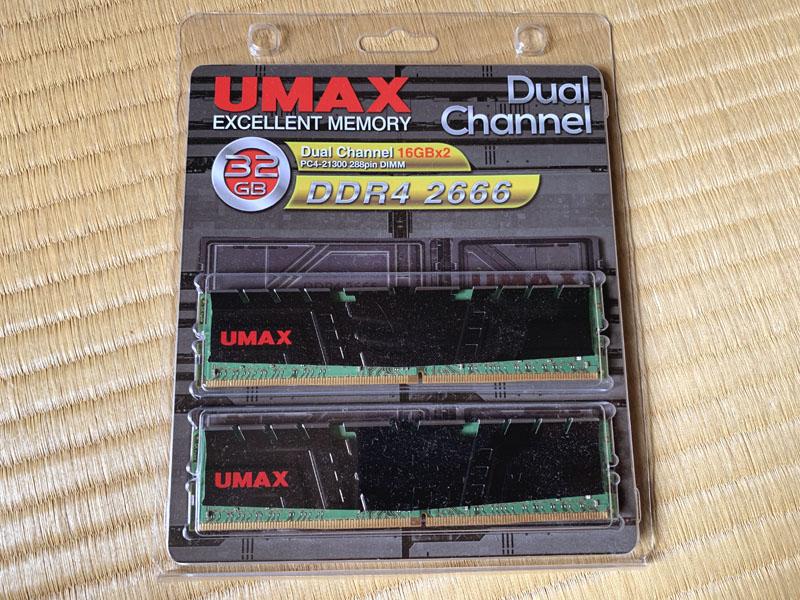 UMAX
EXCELLENT MEMORY
Dual
Channel
32
GB
Dual Channel 16GBx2
PC4-21300 288pin DIMM
DDR4 2666
UMAX
UMAX
UMAX